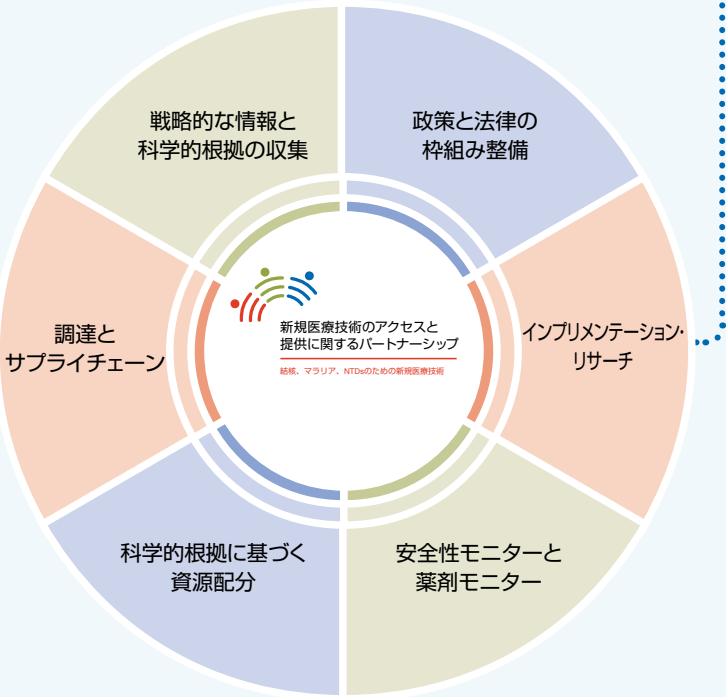 戦略的な情報と
科学的根拠の収集
政策と法律の
枠組み整備
調達と
サプライチェーン
新規医療技術のアクセスと
提供に関するパートナーシップ
結核、マラリア、NTDsのための新規医療技術
インプリメンテーション・
リサーチ
科学的根拠に基づく
資源配分
安全性モニターと
薬剤モニター